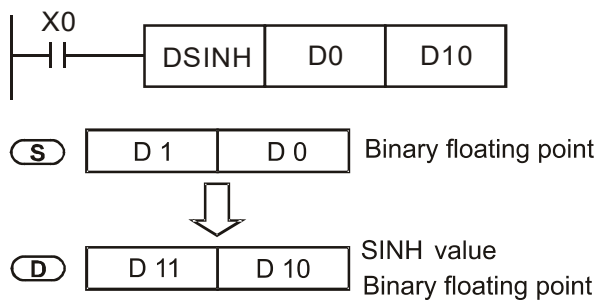 X0
DSINH D0 D10
S D 1 D 0 Binary floating point
D D 11 D 10 SINH value
Binary floating point